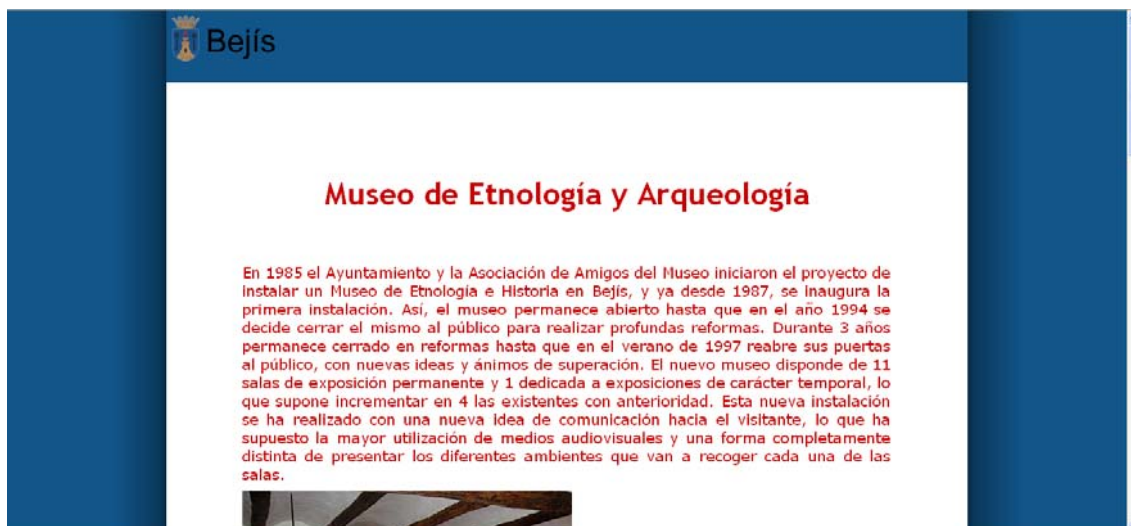 Bejís
Museo de Etnología y Arqueología
En 1985 el Ayuntamiento y la Asociación de Amigos del Museo iniciaron el proyecto de
instalar un Museo de Etnología e Historia en Bejís, y ya desde 1987, se inaugura la
primera instalación. Así, el museo permanece abierto hasta que en el año 1994 se
decide cerrar el mismo al público para realizar profundas reformas. Durante 3 años
permanece cerrado en reformas hasta que en el verano de 1997 reabre sus puertas
al público, con nuevas ideas y ánimos de superación. El nuevo museo disponde de 11
salas de exposición permanente y 1 dedicada a exposiciones de carácter temporal, lo
que supone incrementar en 4 las existentes con anterioridad. Esta nueva instalación
se ha realizado con una nueva idea de comunicación hacia el visitante, lo que ha
supuesto la mayor utilización de medios audiovisuales y una forma completamente
distinta de presentar los diferentes ambientes que van a recoger cada una de las
salas.